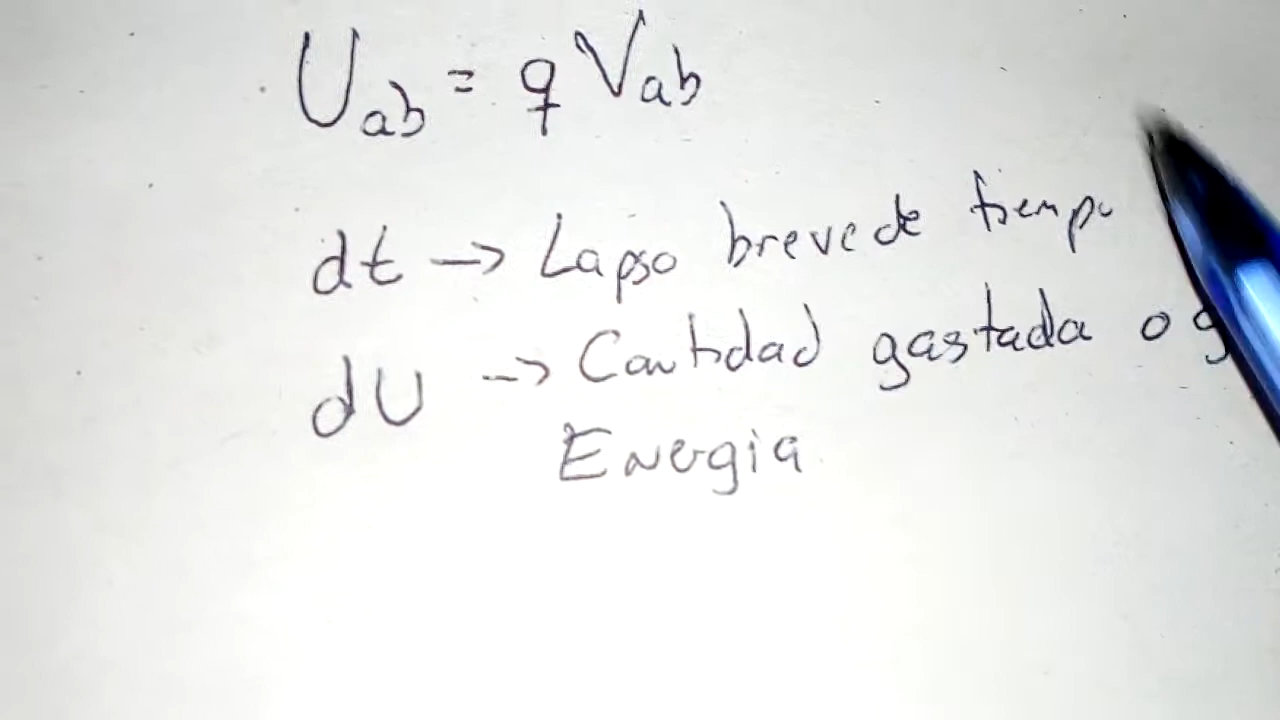 Uab = q Vab
dt → Lapso breve de tiempo
dU → Cantidad gastada o
Energia